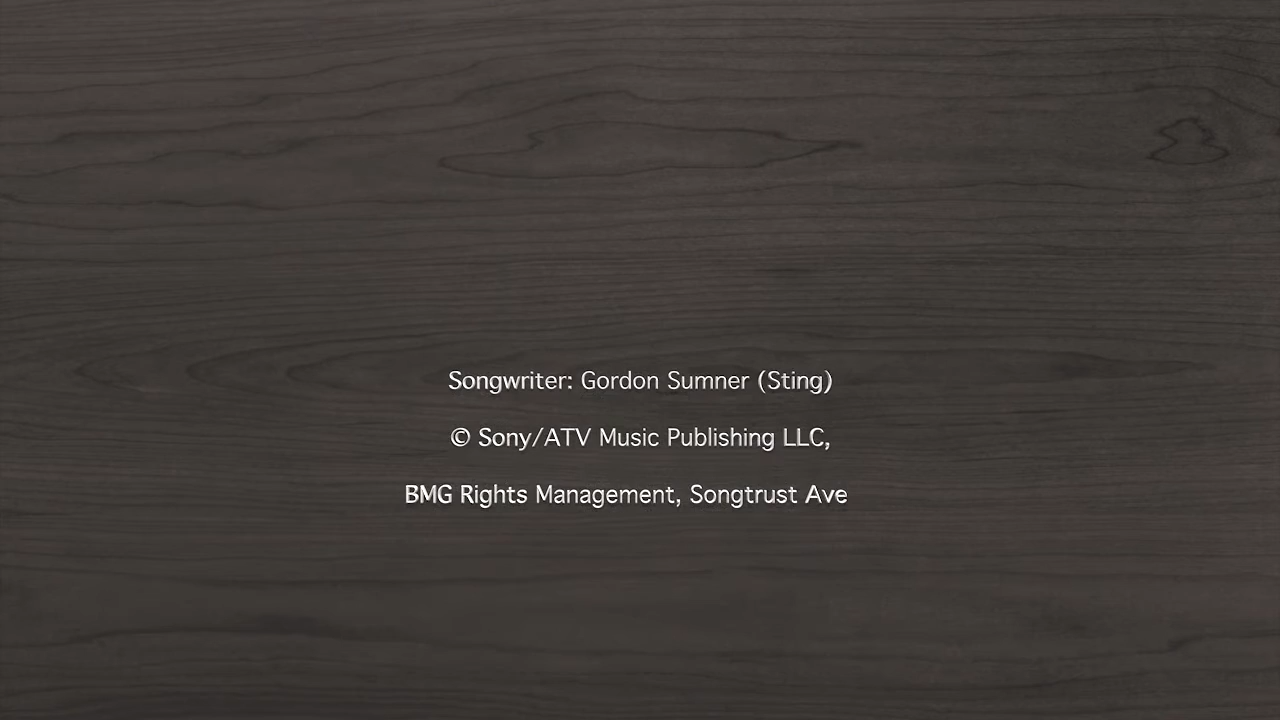 Songwriter: Gordon Sumner (Sting)
© Sony/ATV Music Publishing LLC,
BMG Rights Management, Songtrust Ave